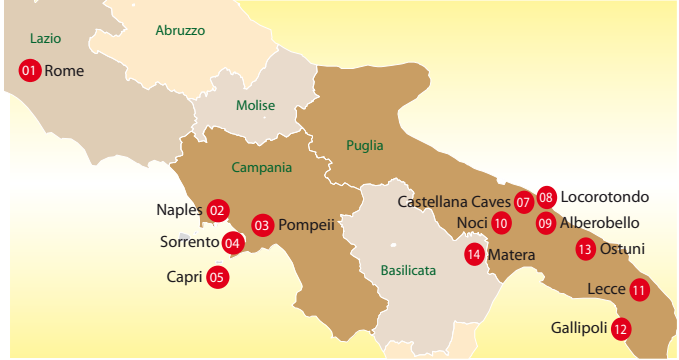 Abruzzo
Lazio
01 Rome
Molise
Puglia
Campania
Castellana Caves 07
08 Locorotondo
Naples 02
03 Pompeii
Noci 10
09 Alberobello
Sorrento 04
13 Ostuni
14 Matera
Basilicata
Capri 05
Lecce 11
Gallipoli 12